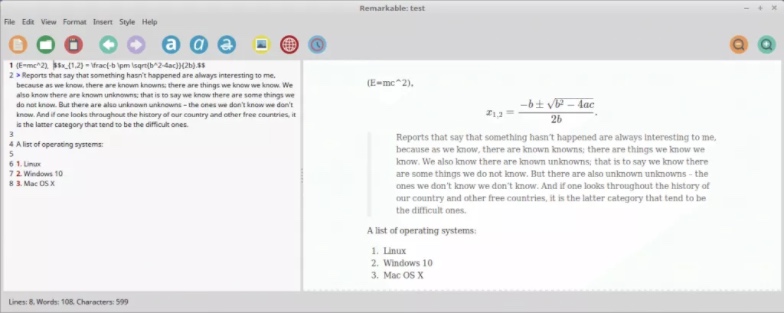 Remarkable: test
File Edit View Format Insert Style Help
1 (E=mc^2), $$x_{1,2} = \frac{-b \pm \sqrt{b^2-4ac}}{2b}.$$
2 > Reports that say that something hasn't happened are always interesting to me,
because as we know, there are known knowns; there are things we know we know. We
also know there are known unknowns; that is to say we know there are some things we
do not know. But there are also unknown unknowns – the ones we don't know we don't
know. And if one looks throughout the history of our country and other free countries, it
is the latter category that tend to be the difficult ones.
3
4 A list of operating systems:
5
6 1. Linux
7 2. Windows 10
8 3. Mac OS X
(E=mc^2),
x1,2 = −b ± √b² − 4ac / 2b.
Reports that say that something hasn't happened are always interesting to me,
because as we know, there are known knowns; there are things we know we
know. We also know there are known unknowns; that is to say we know there
are some things we do not know. But there are also unknown unknowns – the
ones we don't know we don't know. And if one looks throughout the history of
our country and other free countries, it is the latter category that tend to be
the difficult ones.
A list of operating systems:
1. Linux
2. Windows 10
3. Mac OS X
Lines: 8, Words: 108, Characters: 599